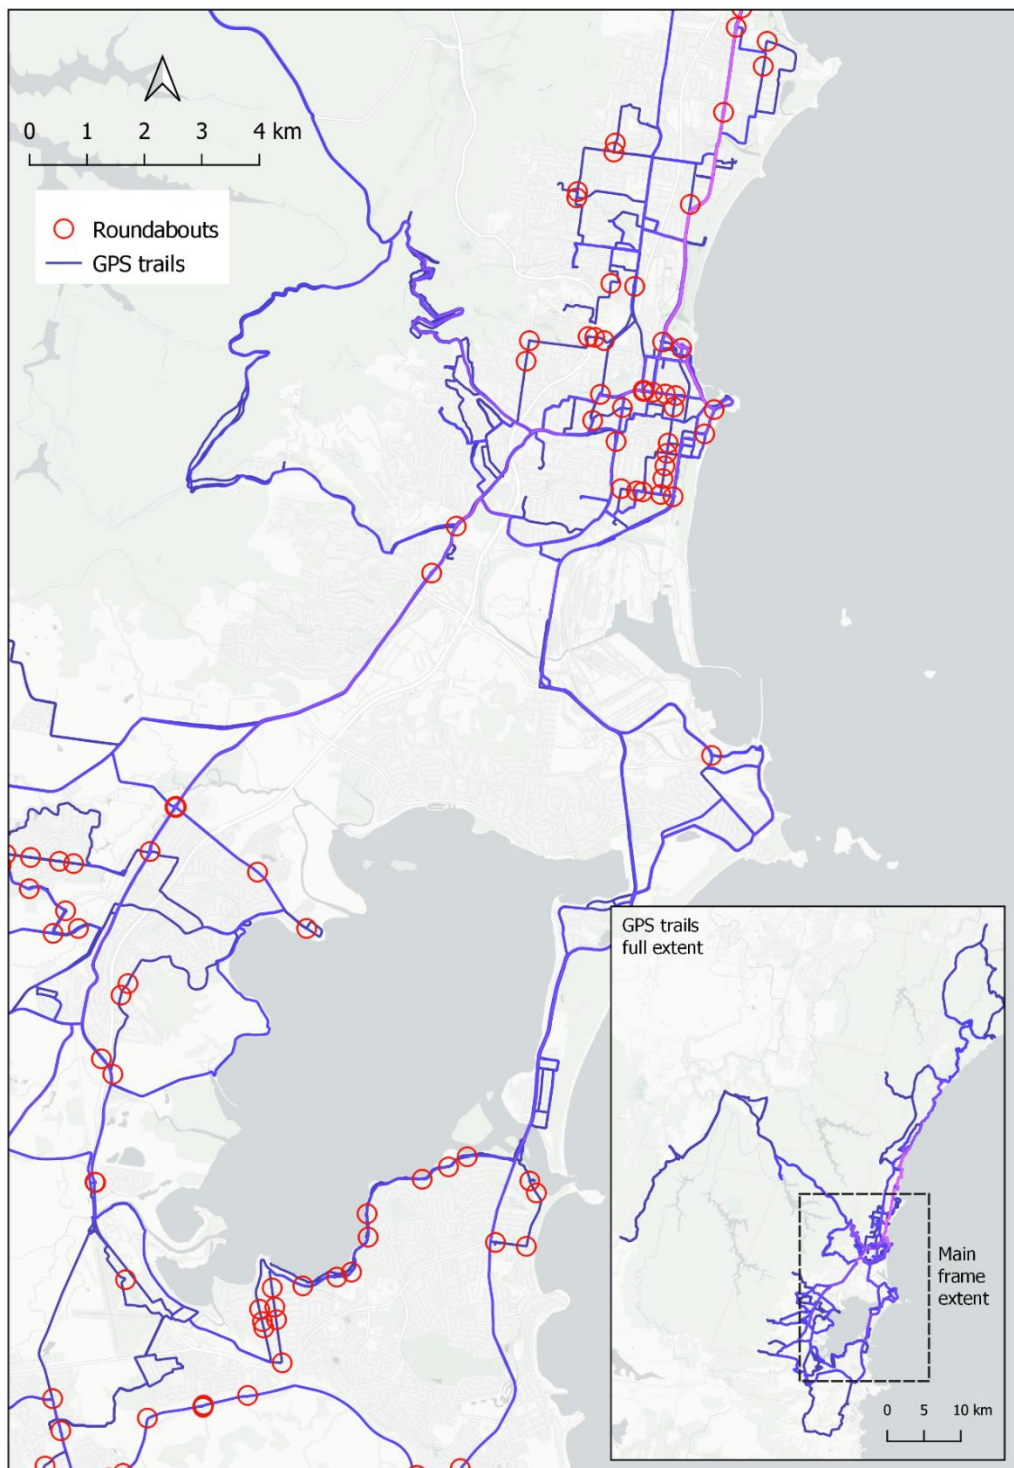 0 1 2 3 4 km
Roundabouts
GPS trails
GPS trails
full extent
Main
frame
extent
0 5 10 km